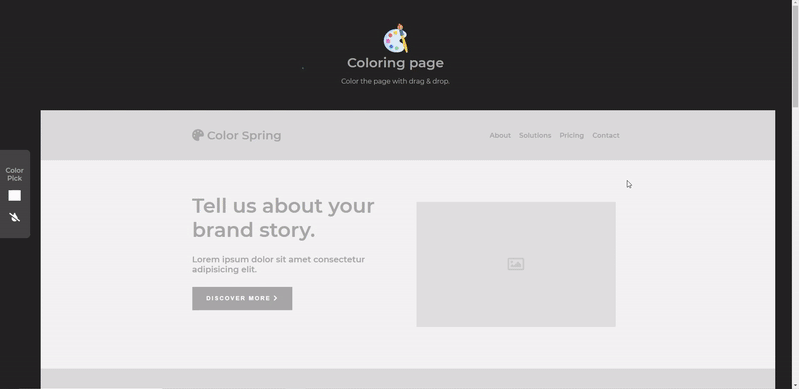 Coloring page
Color the page with drag & drop.
Color Spring
About Solutions Pricing Contact
Color
Pick
Tell us about your
brand story.
Lorem ipsum dolor sit amet consectetur
adipisicing elit.
DISCOVER MORE